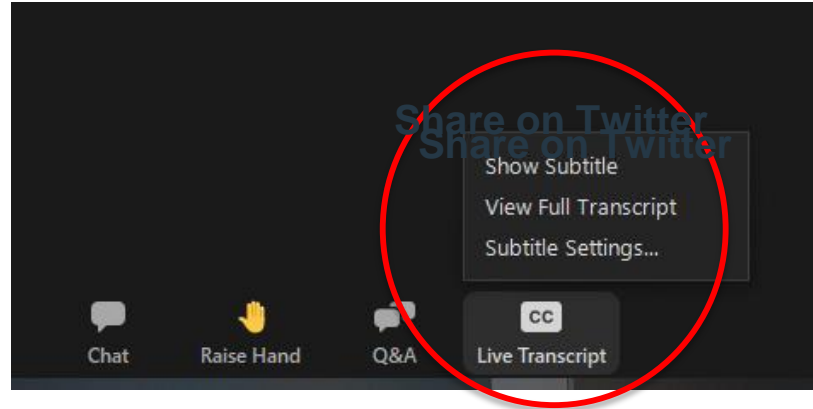 Share on Twitter
Share on Twitter
Show Subtitle
View Full Transcript
Subtitle Settings...
Chat
Raise Hand
Q&A
CC
Live Transcript